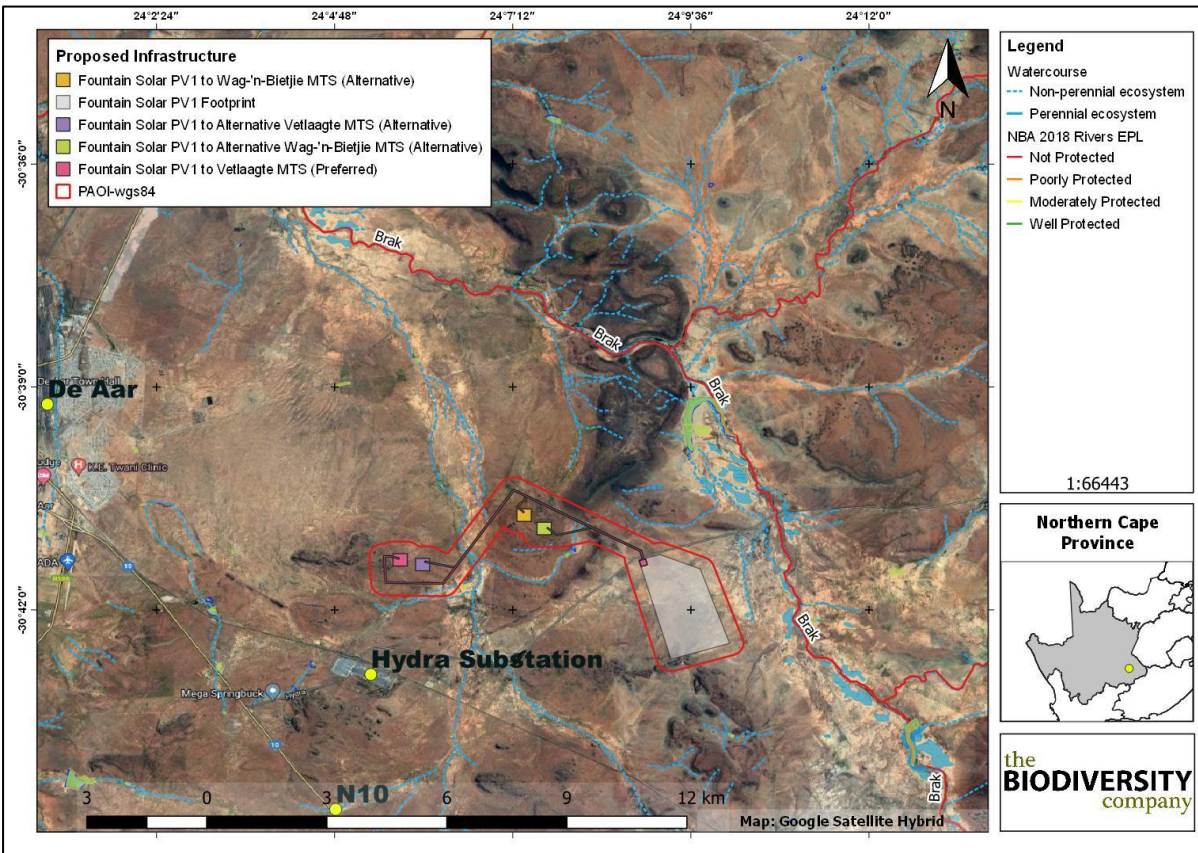 24°2'24"
24°4'48"
24°7'12"
24°9'36"
24°12'0"
-30°36'0"
-30°39'0"
-30°42'0"
Proposed Infrastructure
Fountain Solar PV1 to Wag-'n-Bietjie MTS (Alternative)
Fountain Solar PV1 Footprint
Fountain Solar PV1 to Alternative Vetlaagte MTS (Alternative)
Fountain Solar PV1 to Alternative Wag-'n-Bietjie MTS (Alternative)
Fountain Solar PV1 to Vetlaagte MTS (Preferred)
PAOI-wgs84
N
Brak
Brak
Brak
Brak
Brak
De Aar
K.E. Twani Clinic
ADA
10
Hydra Substation
Mega Springbuck
10
N10
3 0 3 6 9 12 km
Map: Google Satellite Hybrid
Legend
Watercourse
Non-perennial ecosystem
Perennial ecosystem
NBA 2018 Rivers EPL
Not Protected
Poorly Protected
Moderately Protected
Well Protected
1:66443
Northern Cape
Province
the
BIODIVERSITY
company